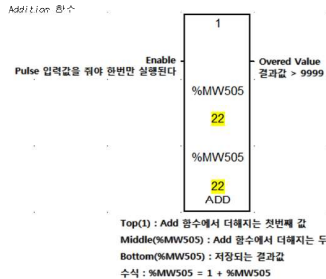 Addition 함수
1
Enable
Overed Value
Pulse 입력값을 줘야 한번만 실행된다
결과값 > 9999
%MW505
22
%MW505
22
ADD
Top(1) : Add 함수에서 더해지는 첫번째 값
Middle(%MW505) : Add 함수에서 더해지는 두
Bottom(%MW505) : 저장되는 결과값
수식 : %MW505 = 1 + %MW505